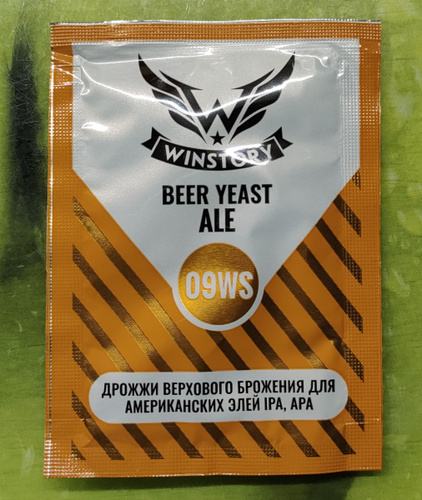 WINSTORY
BEER YEAST
ALE
09WS
ДРОЖЖИ ВЕРХОВОГО БРОЖЕНИЯ ДЛЯ
АМЕРИКАНСКИХ ЭЛЕЙ IPA, APA